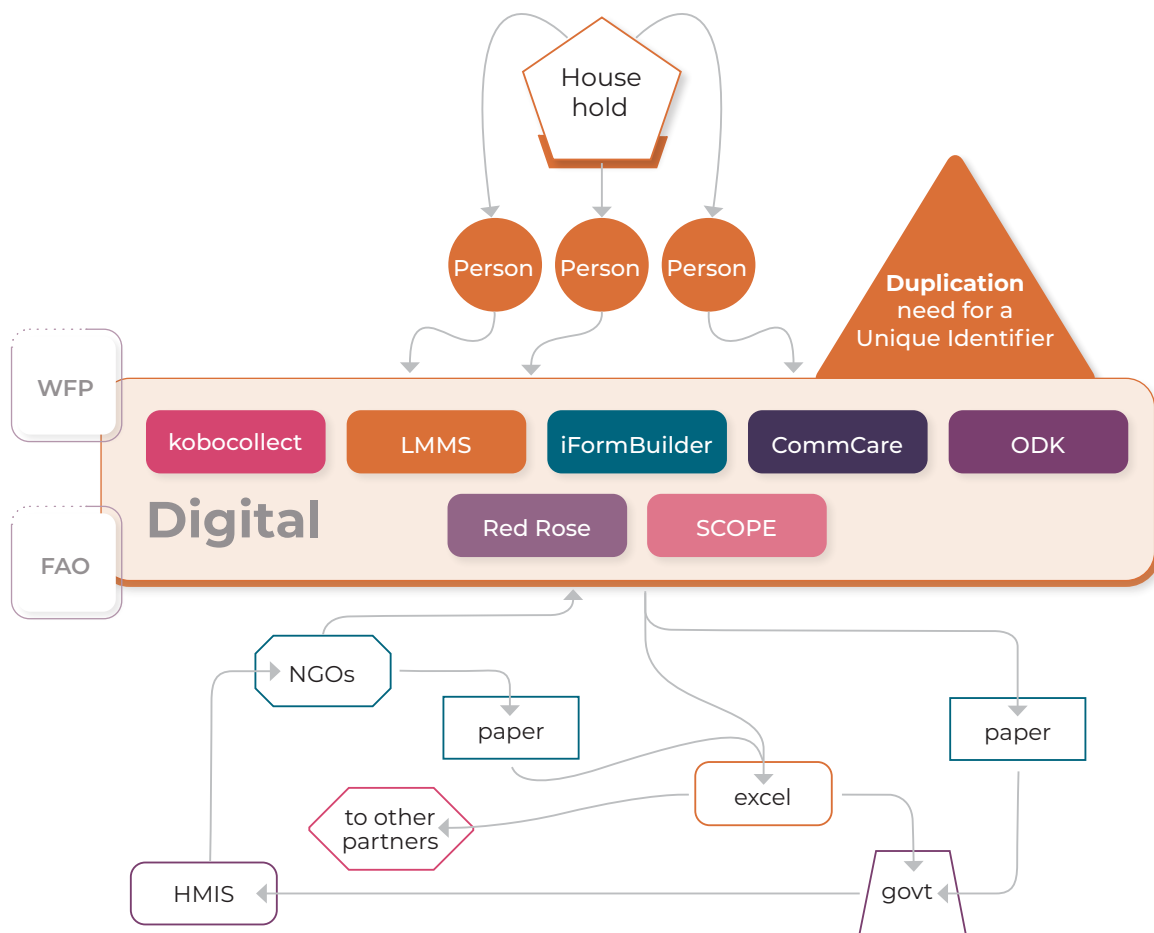 House
hold
Person
Person
Person
Duplication
need for a
Unique Identifier
WFP
kobocollect
LMMS
iFormBuilder
CommCare
ODK
Digital
Red Rose
SCOPE
FAO
NGOs
paper
paper
excel
to other
partners
HMIS
govt